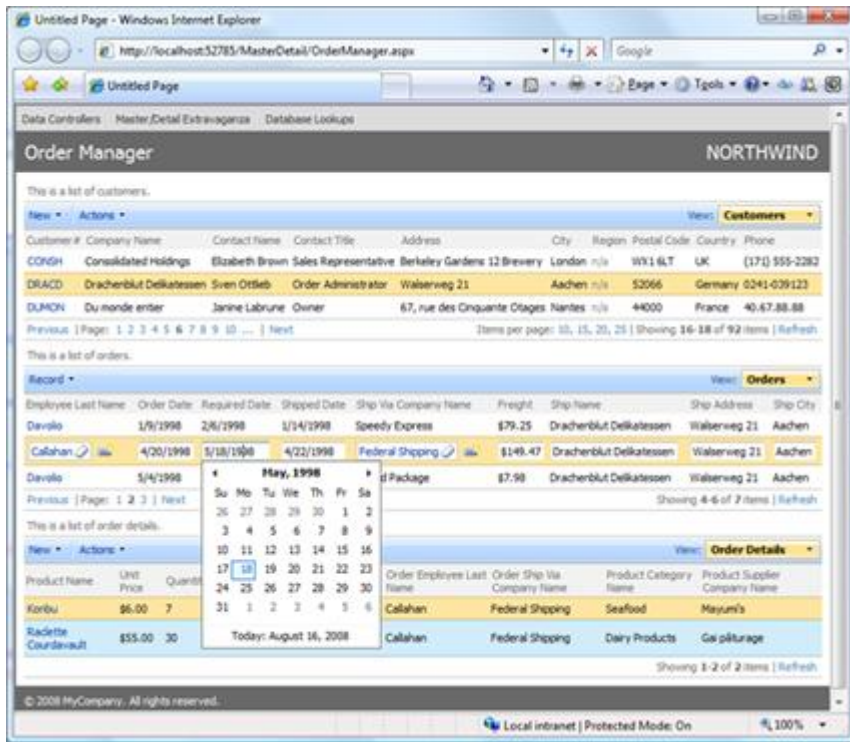 Untitled Page - Windows Internet Explorer
http://localhost:52785/MasterDetail/OrderManager.aspx Google
Untitled Page Page Tools
Data Controllers Master/Detail Extravaganza Database Lookups
Order Manager NORTHWIND
This is a list of customers.
New Actions View: Customers
Customer# Company Name Contact Name Contact Title Address City Region Postal Code Country Phone
CONSH Consolidated Holdings Elizabeth Brown Sales Representative Berkeley Gardens 12 Brewery London n/a WX1 6LT UK (171) 555-2282
DRACD Drachenblut Delikatessen Sven Ottlieb Order Administrator Walserweg 21 Aachen n/a 52066 Germany 0241-039123
DUMON Du monde entier Janine Labrune Owner 67, rue des Cinquante Otages Nantes n/a 44000 France 40.67.88.88
Previous | Page: 1 2 3 4 5 6 7 8 9 10 ... | Next Items per page: 10, 15, 20, 25 | Showing 16-18 of 92 items | Refresh
This is a list of orders.
Record View: Orders
Employee Last Name Order Date Required Date Shipped Date Ship Via Company Name Freight Ship Name Ship Address Ship City
Davolio 1/9/1998 2/6/1998 1/14/1998 Speedy Express $79.25 Drachenblut Delikatessen Walserweg 21 Aachen
Callahan 4/20/1998 5/18/1998 4/22/1998 Federal Shipping $149.47 Drachenblut Delikatessen Walserweg 21 Aachen
Davolio 5/4/1998 d Package $7.98 Drachenblut Delikatessen Walserweg 21 Aachen
Previous | Page: 1 2 3 | Next Showing 4-6 of 7 items | Refresh
May, 1998
Su Mo Tu We Th Fr Sa
26 27 28 29 30 1 2
3 4 5 6 7 8 9
10 11 12 13 14 15 16
17 18 19 20 21 22 23
24 25 26 27 28 29 30
31 1 2 3 4 5 6
Today: August 16, 2008
This is a list of order details.
New Actions View: Order Details
Product Name Unit Price Quantit Order Employee Last Name Order Ship Via Company Name Product Category Name Product Supplier Company Name
Konbu $6.00 7 Callahan Federal Shipping Seafood Mayumi's
Raclette Courdavault $55.00 30 Callahan Federal Shipping Dairy Products Gai pâturage
Showing 1-2 of 2 items | Refresh
© 2008 MyCompany. All rights reserved.
Local intranet | Protected Mode: On 100%